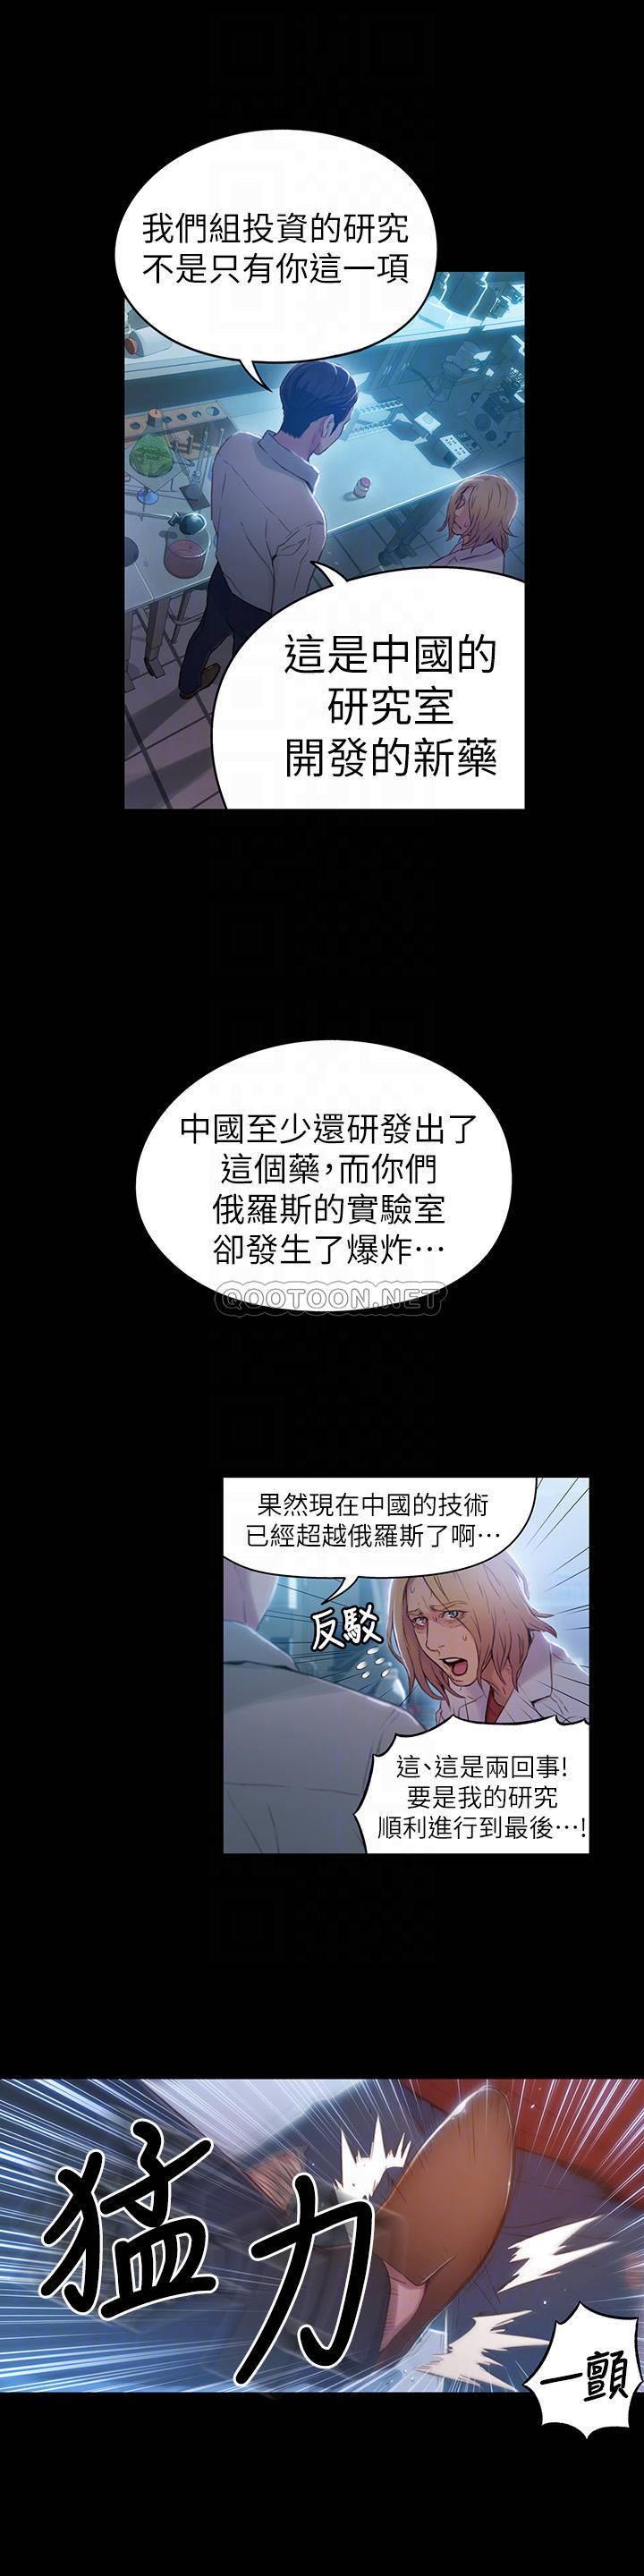 我們組投資的研究
不是只有你這一項
這是中國的
研究室
開發的新藥
中國至少還研發出了
這個藥,而你們
俄羅斯的實驗室
卻發生了爆炸⋯
QOOTOON.NET
果然現在中國的技術
已經超越俄羅斯了啊⋯
反駁
這、這是兩回事!
要是我的研究
順利進行到最後⋯!
猛力
一顫